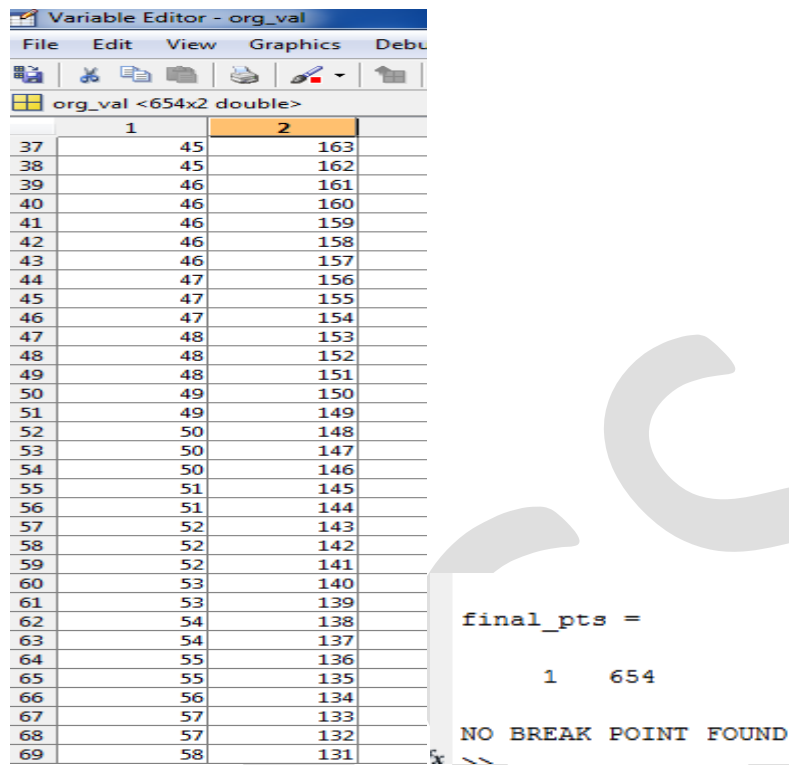 Variable Editor - org_val
File Edit View Graphics Debu
org_val <654x2 double>
1 2
37 45 163
38 45 162
39 46 161
40 46 160
41 46 159
42 46 158
43 46 157
44 47 156
45 47 155
46 47 154
47 48 153
48 48 152
49 48 151
50 49 150
51 49 149
52 50 148
53 50 147
54 50 146
55 51 145
56 51 144
57 52 143
58 52 142
59 52 141
60 53 140
61 53 139
62 54 138
63 54 137
64 55 136
65 55 135
66 56 134
67 57 133
68 57 132
69 58 131
final_pts =
1 654
NO BREAK POINT FOUND
fx >>